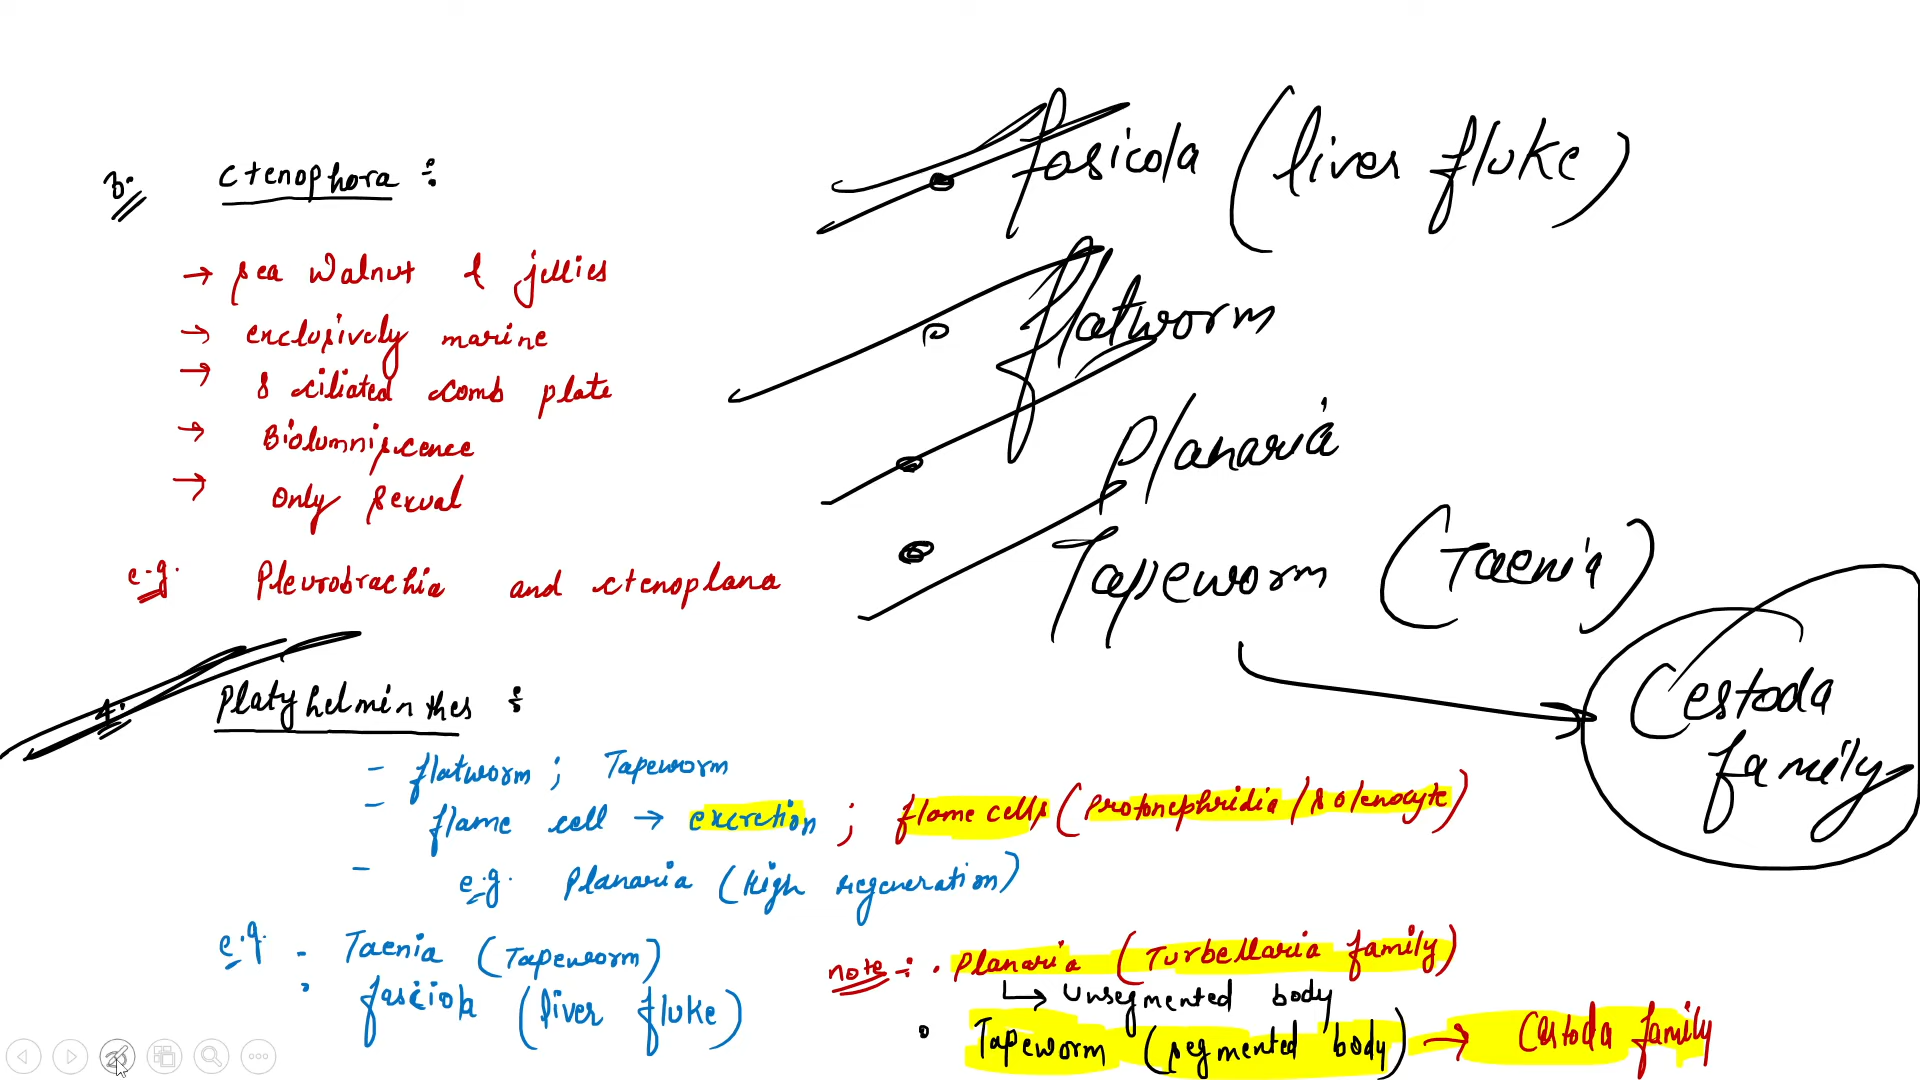 3. Ctenophora ÷
→ sea walnut & jellies
→ exclusively marine
→ 8 ciliated comb plate
→ Biolumniscence
→ only sexual
e.g. Pleurobrachia and ctenoplana
• fasicola (liver fluke)
• flatworm
• Planaria
• Tapeworm (Taenia)
→ Cestoda
family
4. Platyhelminthes ÷
- flatworm ; Tapeworm
- flame cell → excretion ; flame cells (protonephridia / solenocyte)
- e.g. Planaria (high regeneration)
e.g. - Taenia (Tapeworm)
• fasciola (liver fluke)
note ÷ • Planaria (Turbellaria family)
↳ unsegmented body
• Tapeworm (segmented body) → Cestoda family